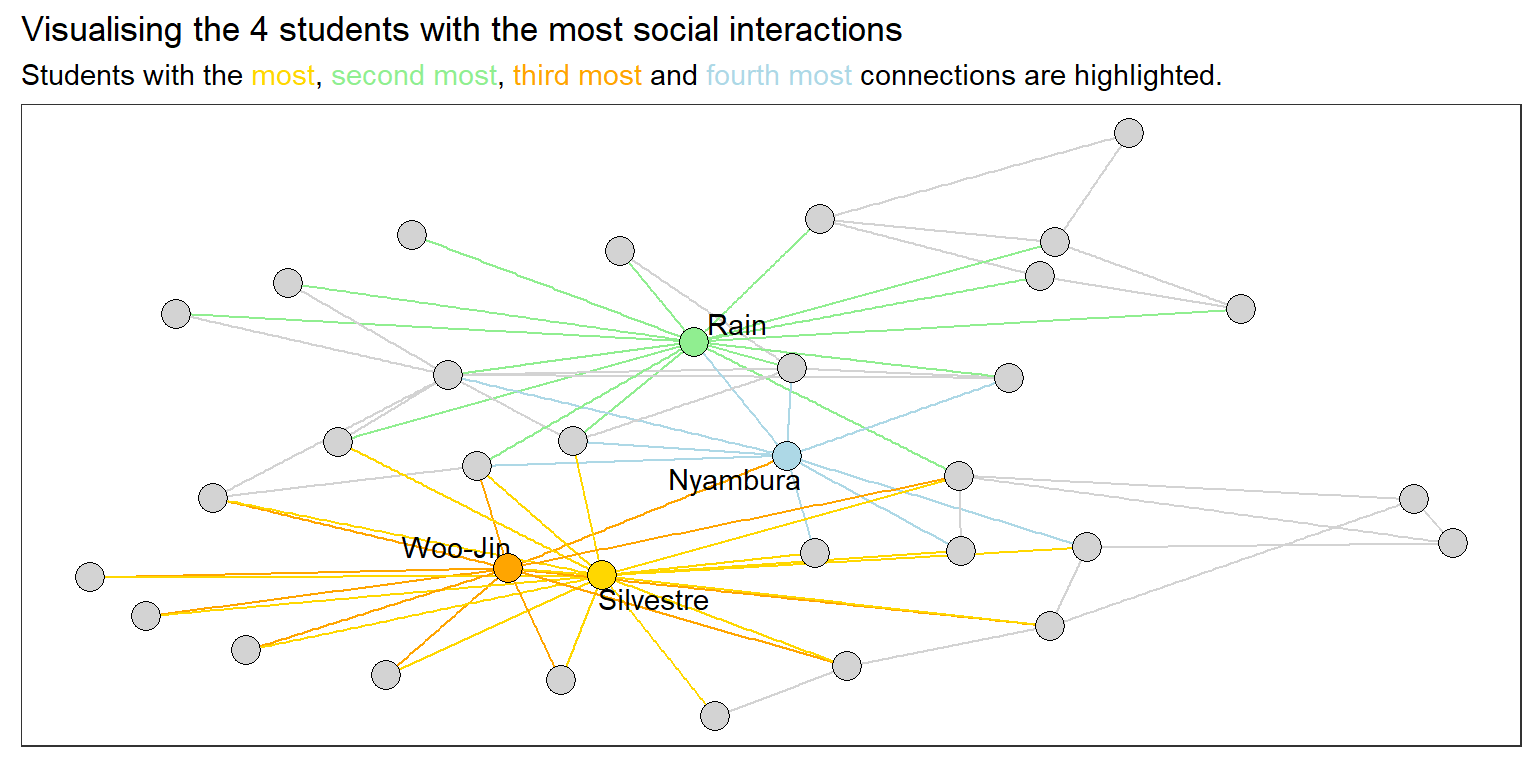 Visualising the 4 students with the most social interactions
Students with the most, second most, third most and fourth most connections are highlighted.
Rain
Nyambura
Woo-Jin
Silvestre